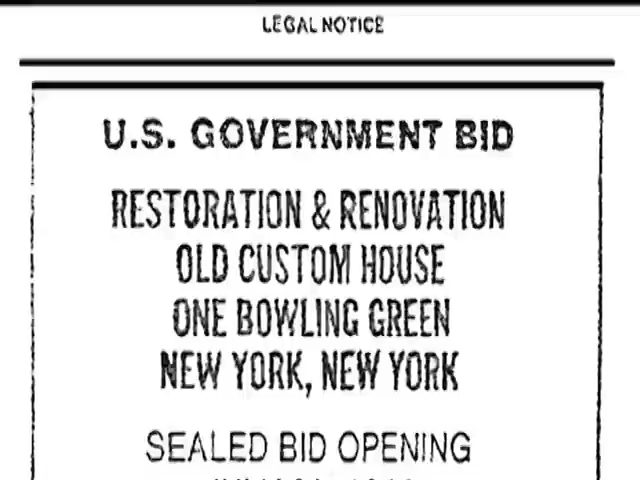 LEGAL NOTICE
U.S. GOVERNMENT BID
RESTORATION & RENOVATION
OLD CUSTOM HOUSE
ONE BOWLING GREEN
NEW YORK, NEW YORK
SEALED BID OPENING